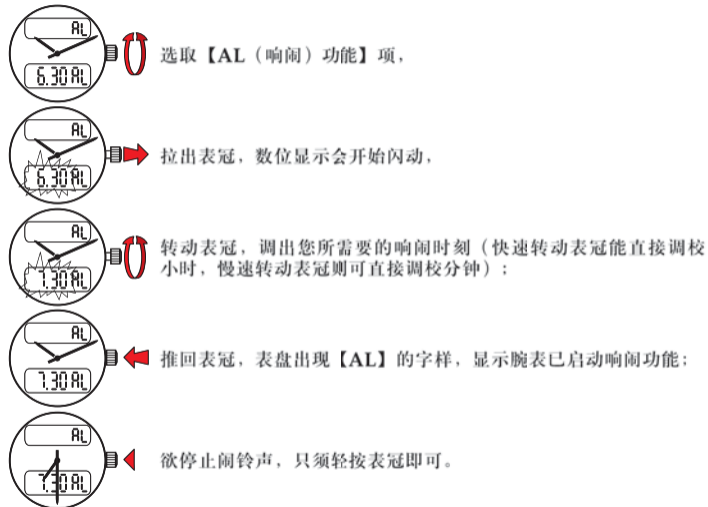 AL
6.30 AL
选取【AL（响闹）功能】项，
AL
6.30 AL
拉出表冠，数位显示会开始闪动，
AL
7.30 AL
转动表冠，调出您所需要的响闹时刻（快速转动表冠能直接调校
小时，慢速转动表冠则可直接调校分钟）；
AL
7.30 AL
推回表冠，表盘出现【AL】的字样，显示腕表已启动响闹功能；
AL
7.30 AL
欲停止闹铃声，只须轻按表冠即可。